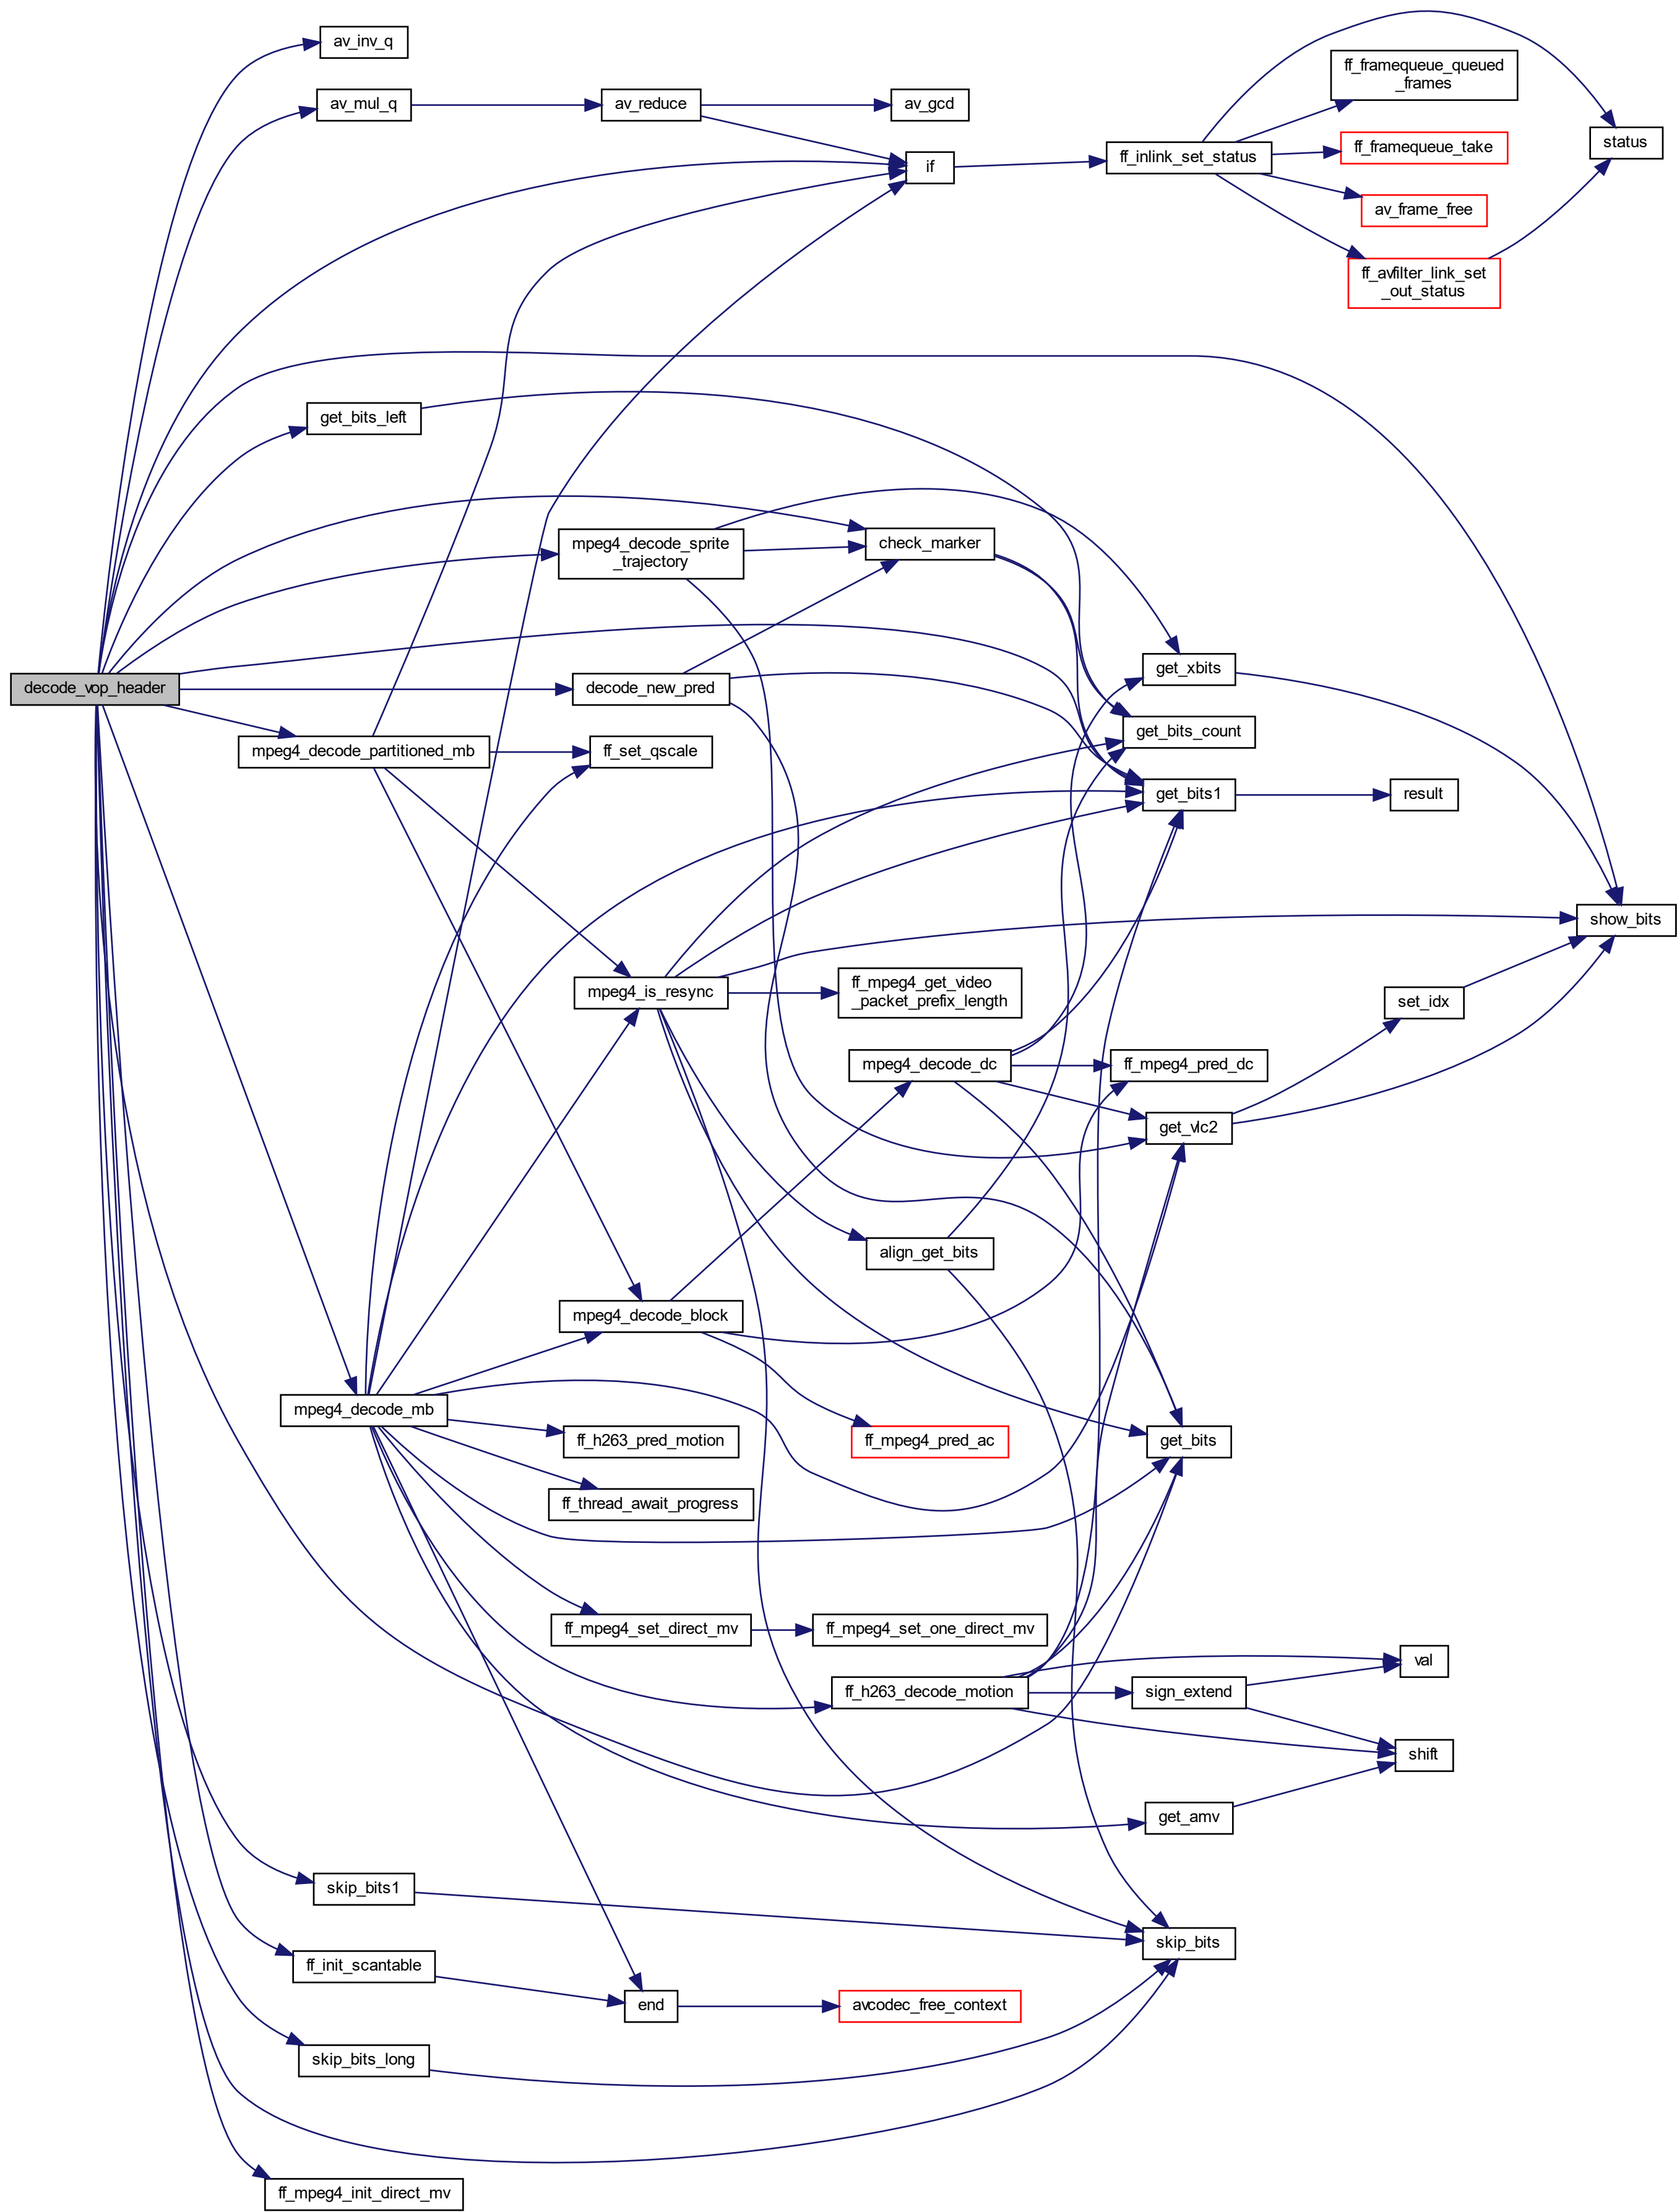 av_inv_q
av_mul_q
av_reduce
av_gcd
if
ff_inlink_set_status
ff_framequeue_queued
_frames
ff_framequeue_take
av_frame_free
ff_avfilter_link_set
_out_status
status
get_bits_left
mpeg4_decode_sprite
_trajectory
check_marker
decode_vop_header
decode_new_pred
get_xbits
mpeg4_decode_partitioned_mb
ff_set_qscale
get_bits_count
get_bits1
result
show_bits
mpeg4_is_resync
ff_mpeg4_get_video
_packet_prefix_length
set_idx
mpeg4_decode_dc
ff_mpeg4_pred_dc
get_vlc2
align_get_bits
mpeg4_decode_block
mpeg4_decode_mb
ff_h263_pred_motion
ff_mpeg4_pred_ac
get_bits
ff_thread_await_progress
ff_mpeg4_set_direct_mv
ff_mpeg4_set_one_direct_mv
val
ff_h263_decode_motion
sign_extend
shift
get_amv
skip_bits1
skip_bits
ff_init_scantable
end
avcodec_free_context
skip_bits_long
ff_mpeg4_init_direct_mv